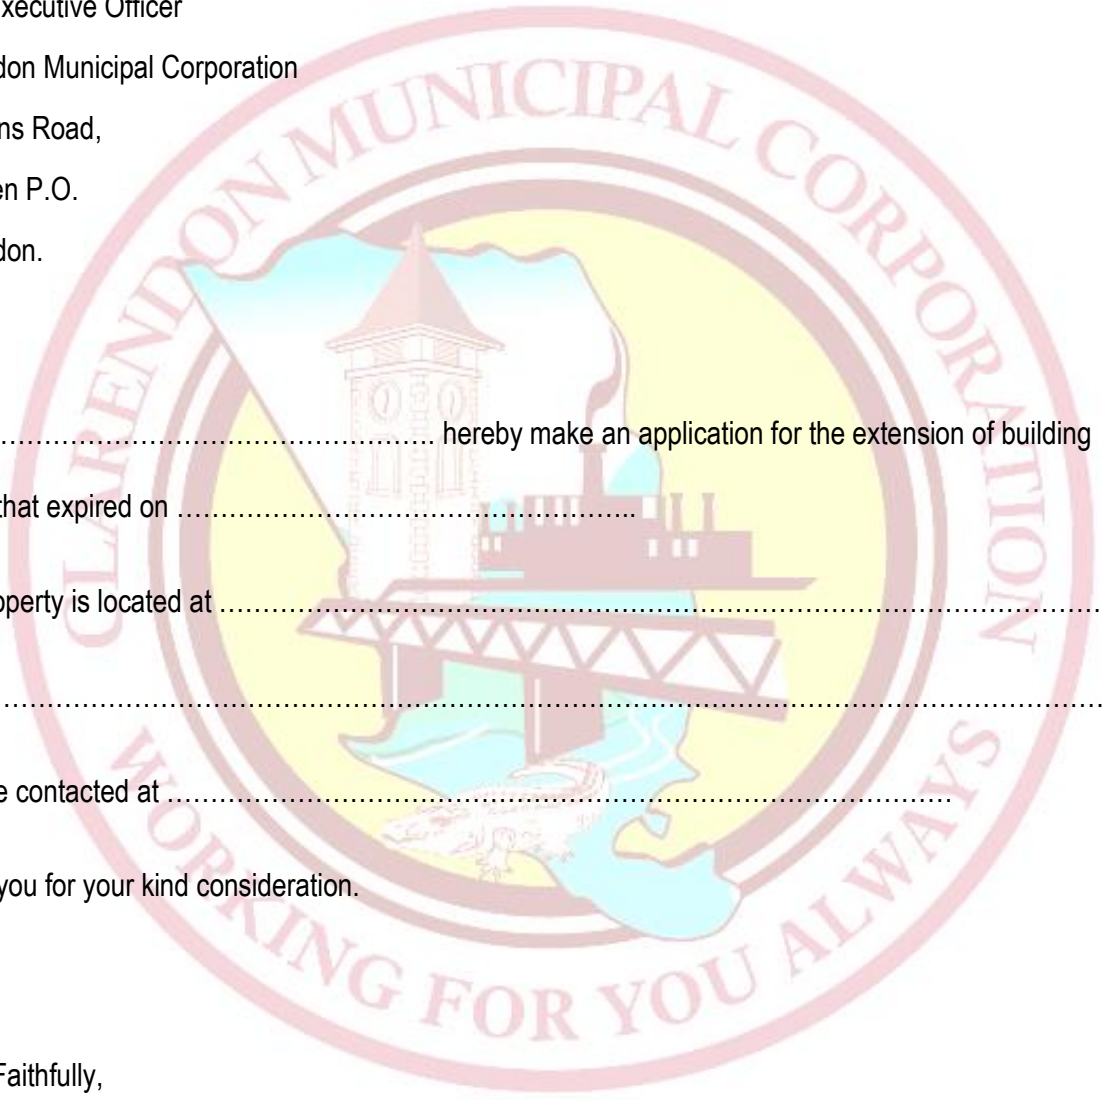 xecutive Officer
don Municipal Corporation
ns Road,
en P.O.
don.
…………………………………………….. hereby make an application for the extension of building
that expired on ……………………………………………..
operty is located at ………………………………………………………………………………………
……………………………………………………………………………………………………………
e contacted at ……………………………………………………………………………
you for your kind consideration.
Faithfully,
CLARENDON MUNICIPAL CORPORATION
WORKING FOR YOU ALWAYS